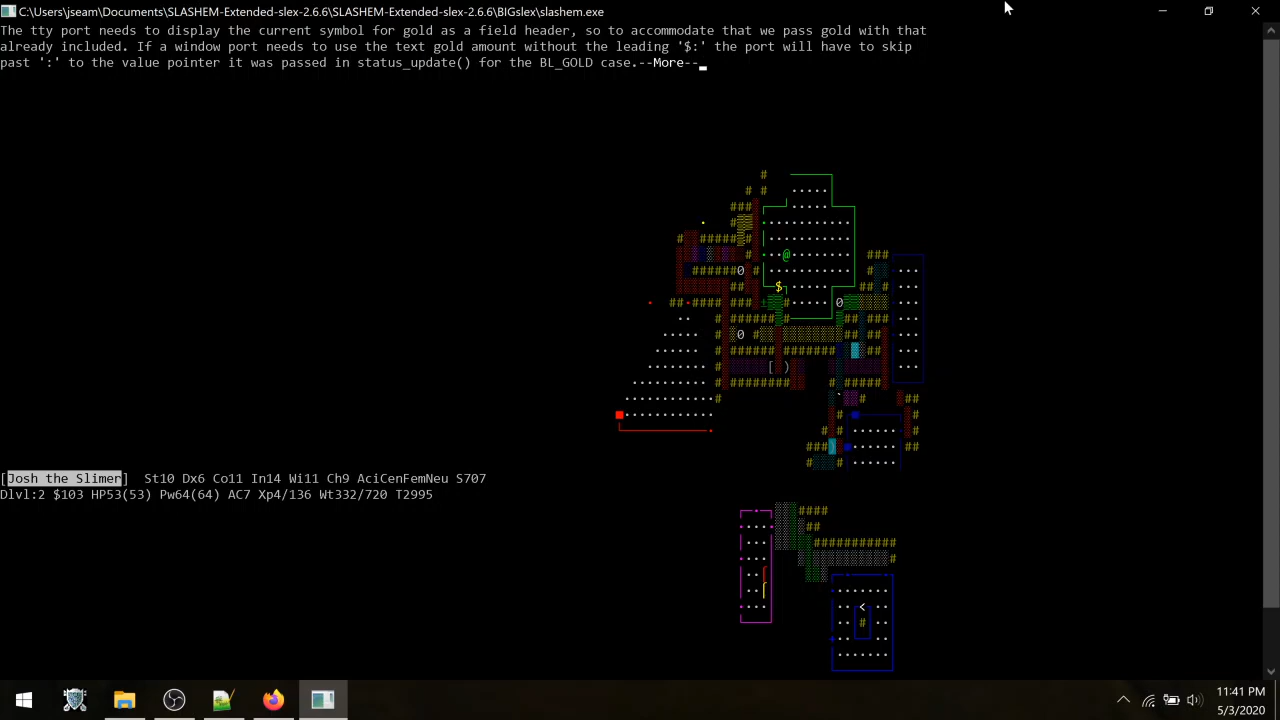 C:\Users\jseam\Documents\SLASHEM-Extended-slex-2.6.6\SLASHEM-Extended-slex-2.6.6\BIGslex\slashem.exe
The tty port needs to display the current symbol for gold as a field header, so to accommodate that we pass gold with that
already included. If a window port needs to use the text gold amount without the leading '$:' the port will have to skip
past ':' to the value pointer it was passed in status_update() for the BL_GOLD case.--More--
[Josh the Slimer]  St10 Dx6 Co11 In14 Wi11 Ch9 AciCenFemNeu S707
Dlvl:2 $103 HP53(53) Pw64(64) AC7 Xp4/136 Wt332/720 T2995
11:41 PM
5/3/2020